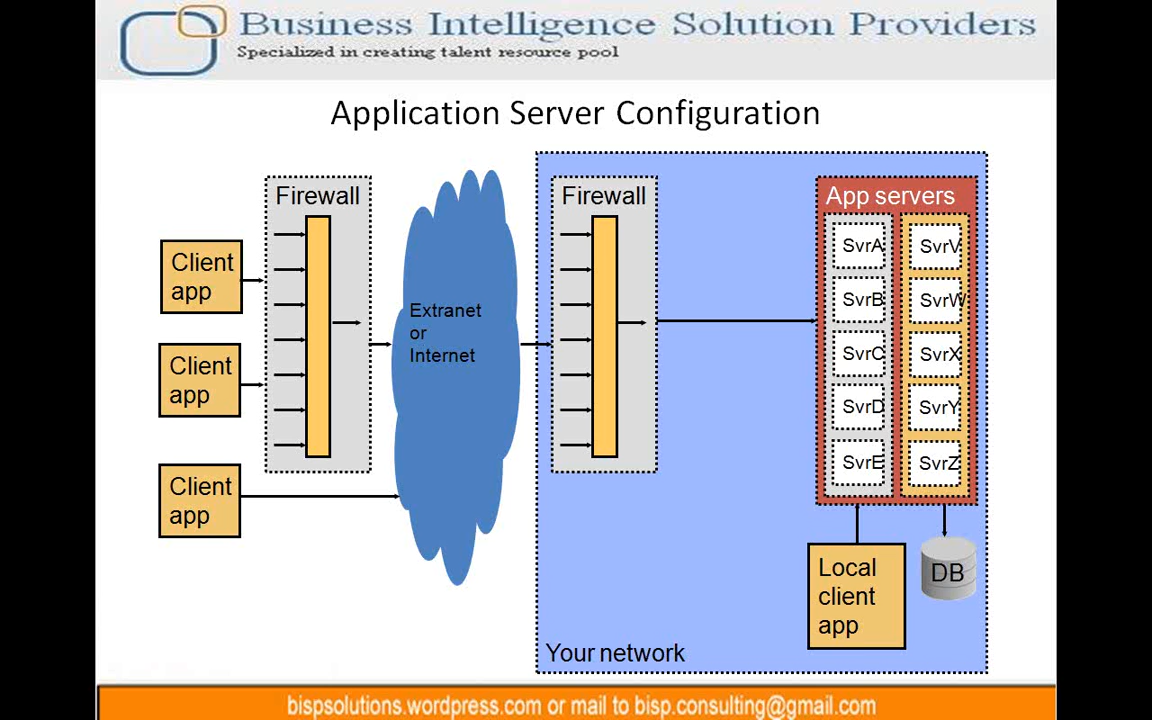 Business Intelligence Solution Providers
Specialized in creating talent resource pool
Application Server Configuration
Firewall
Client
app
Client
app
Client
app
Extranet
or
Internet
Firewall
App servers
SvrA
SvrB
SvrC
SvrD
SvrE
SvrV
SvrW
SvrX
SvrY
SvrZ
Local
client
app
DB
Your network
bispsolutions.wordpress.com or mail to bisp.consulting@gmail.com